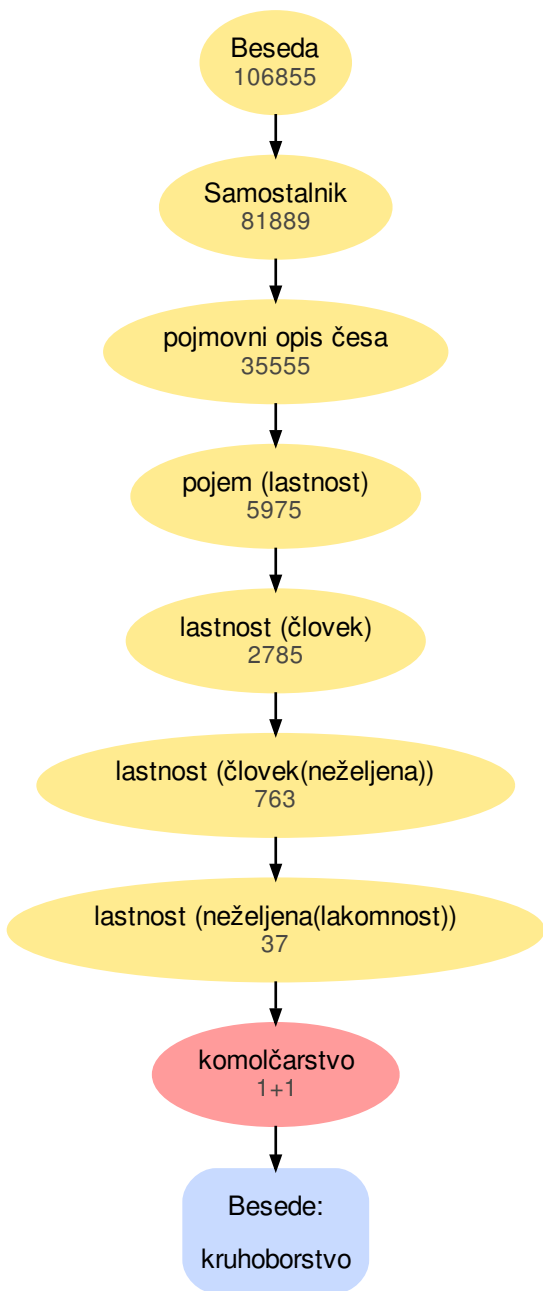 Beseda
106855
Samostalnik
81889
pojmovni opis česa
35555
pojem (lastnost)
5975
lastnost (človek)
2785
lastnost (človek(neželjena))
763
lastnost (neželjena(lakomnost))
37
komolčarstvo
1+1
Besede:
kruhoborstvo